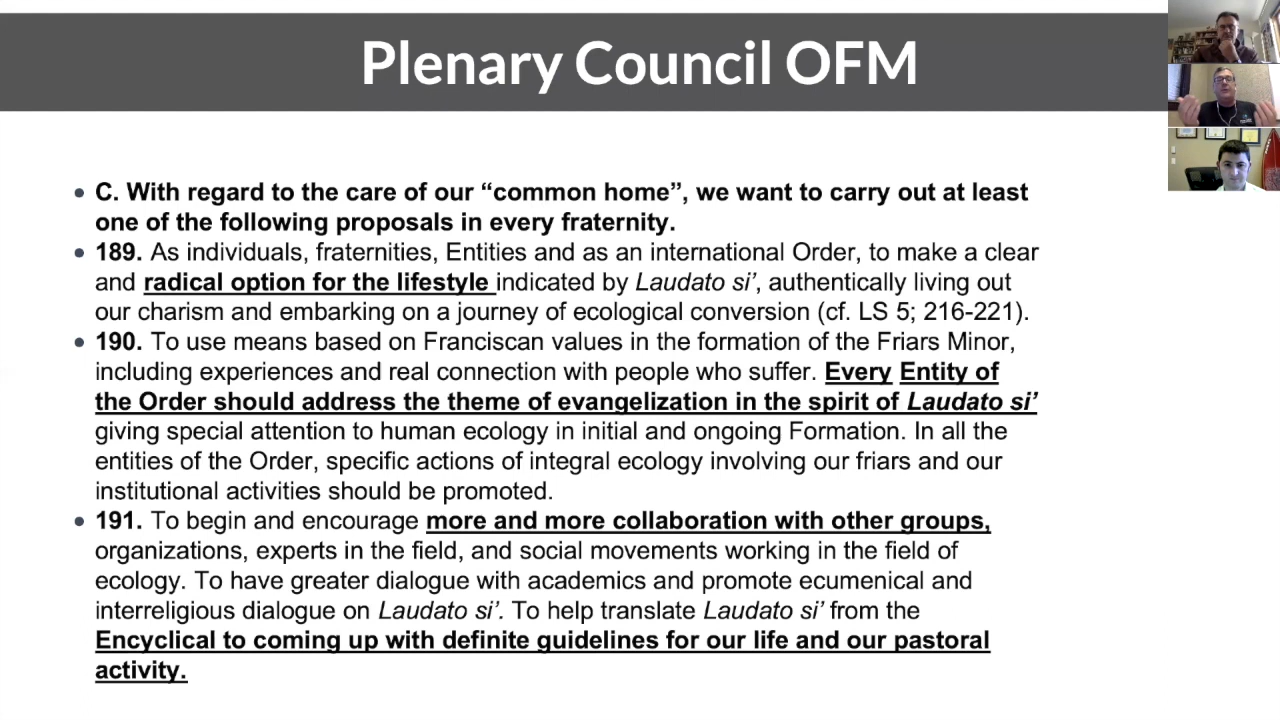 Plenary Council OFM
• C. With regard to the care of our “common home”, we want to carry out at least
one of the following proposals in every fraternity.
• 189. As individuals, fraternities, Entities and as an international Order, to make a clear
and radical option for the lifestyle indicated by Laudato si’, authentically living out
our charism and embarking on a journey of ecological conversion (cf. LS 5; 216-221).
• 190. To use means based on Franciscan values in the formation of the Friars Minor,
including experiences and real connection with people who suffer. Every Entity of
the Order should address the theme of evangelization in the spirit of Laudato si’
giving special attention to human ecology in initial and ongoing Formation. In all the
entities of the Order, specific actions of integral ecology involving our friars and our
institutional activities should be promoted.
• 191. To begin and encourage more and more collaboration with other groups,
organizations, experts in the field, and social movements working in the field of
ecology. To have greater dialogue with academics and promote ecumenical and
interreligious dialogue on Laudato si’. To help translate Laudato si’ from the
Encyclical to coming up with definite guidelines for our life and our pastoral
activity.